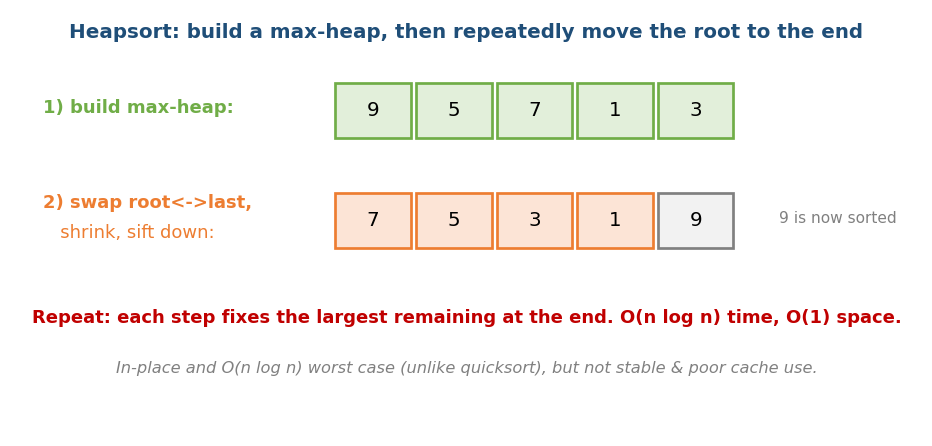 Heapsort: build a max-heap, then repeatedly move the root to the end
1) build max-heap: 9 5 7 1 3
2) swap root<->last,
shrink, sift down: 7 5 3 1 9 9 is now sorted
Repeat: each step fixes the largest remaining at the end. O(n log n) time, O(1) space.
In-place and O(n log n) worst case (unlike quicksort), but not stable & poor cache use.